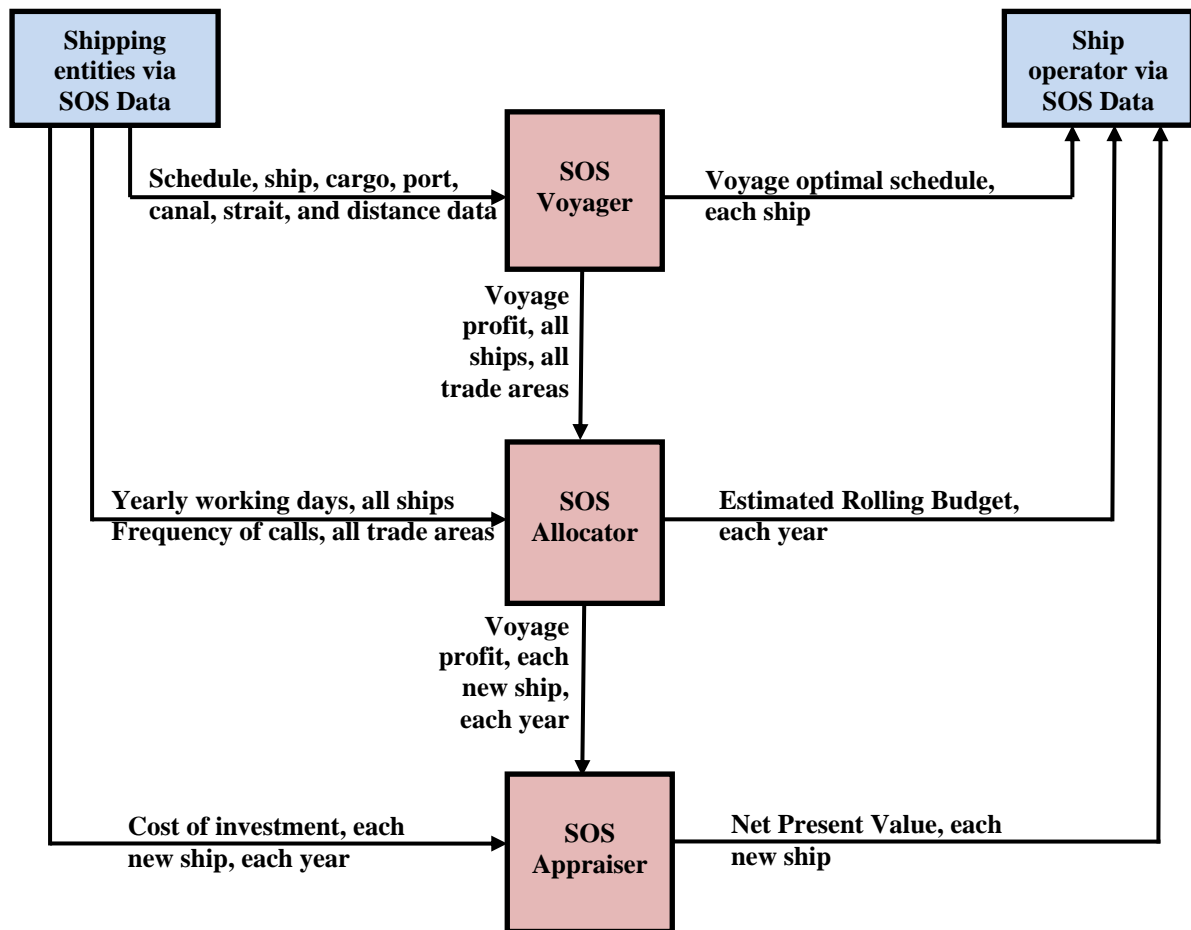 Shipping
entities via
SOS Data
Ship
operator via
SOS Data
Schedule, ship, cargo, port,
canal, strait, and distance data
SOS
Voyager
Voyage optimal schedule,
each ship
Voyage
profit, all
ships, all
trade areas
Yearly working days, all ships
Frequency of calls, all trade areas
SOS
Allocator
Estimated Rolling Budget,
each year
Voyage
profit, each
new ship,
each year
Cost of investment, each
new ship, each year
SOS
Appraiser
Net Present Value, each
new ship